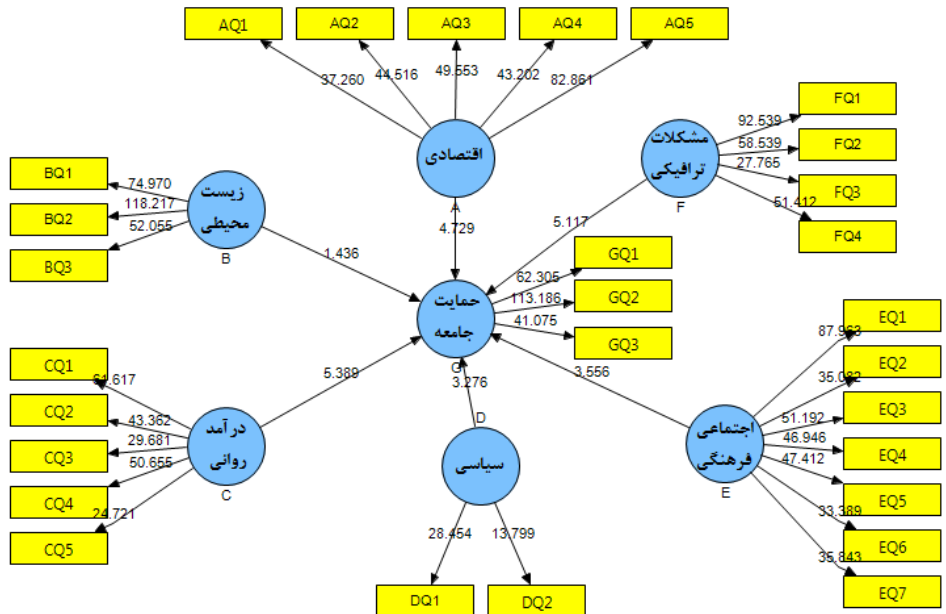 AQ1
AQ2
AQ3
AQ4
AQ5
37.260
44.516
49.553
43.202
82.861
اقتصادی
A
4.729
FQ1
FQ2
FQ3
FQ4
92.539
58.539
27.765
51.412
مشکلات
ترافیکی
F
5.117
BQ1
BQ2
BQ3
74.970
118.217
52.055
زیست
محیطی
B
1.436
GQ1
GQ2
GQ3
62.305
113.186
41.075
حمایت
جامعه
G
CQ1
CQ2
CQ3
CQ4
CQ5
61.617
43.362
29.681
50.655
24.721
درآمد
روانی
C
5.389
3.276
D
سیاسی
28.454
13.799
DQ1
DQ2
3.556
EQ1
EQ2
EQ3
EQ4
EQ5
EQ6
EQ7
87.963
35.082
51.192
46.946
47.412
33.389
35.843
اجتماعی
فرهنگی
E